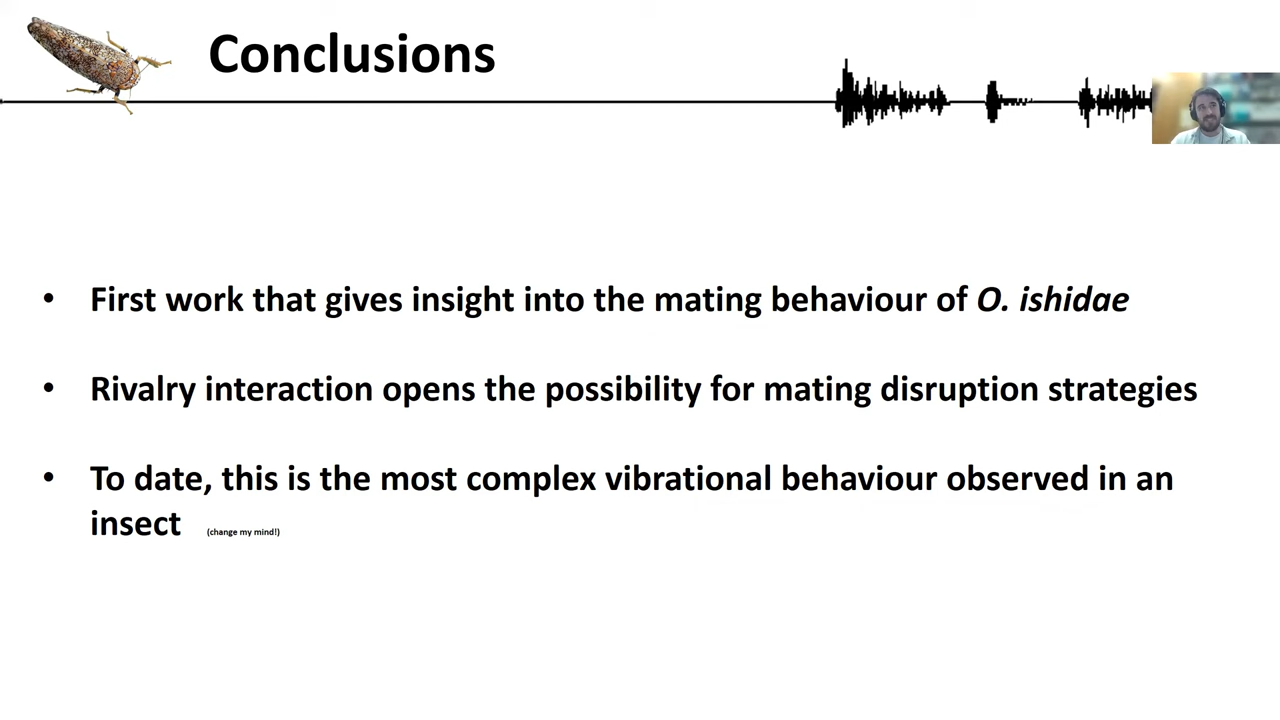 Conclusions
• First work that gives insight into the mating behaviour of O. ishidae
• Rivalry interaction opens the possibility for mating disruption strategies
• To date, this is the most complex vibrational behaviour observed in an
insect (change my mind!)